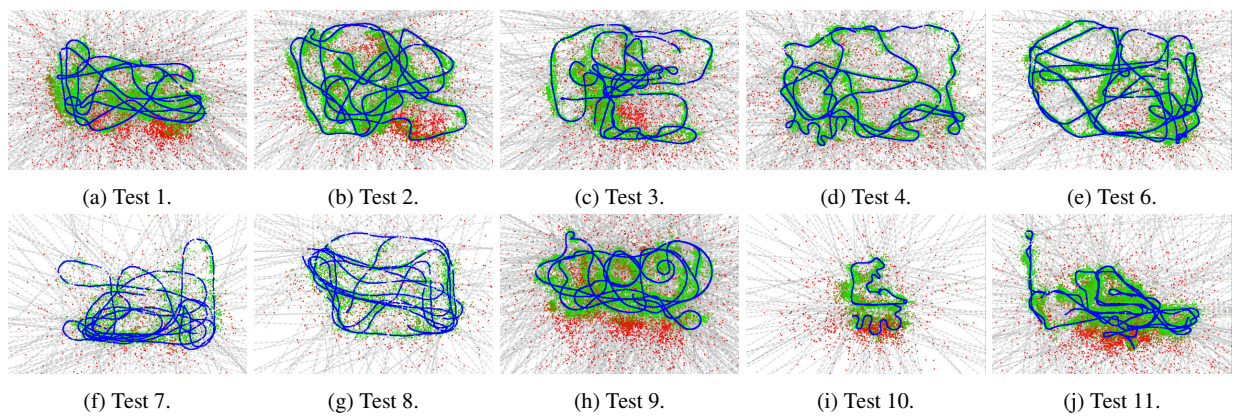 (a) Test 1.
(b) Test 2.
(c) Test 3.
(d) Test 4.
(e) Test 6.
(f) Test 7.
(g) Test 8.
(h) Test 9.
(i) Test 10.
(j) Test 11.